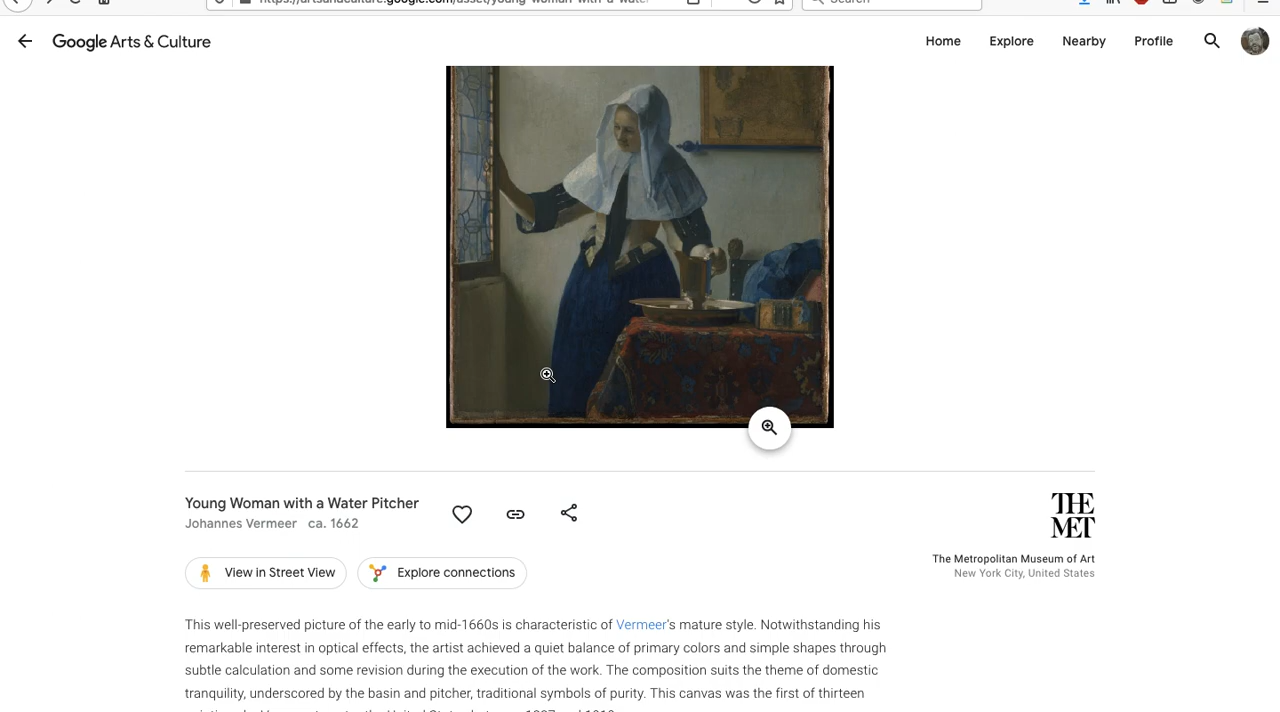 Search
Google Arts & Culture
Home Explore Nearby Profile
Young Woman with a Water Pitcher
Johannes Vermeer ca. 1662
THE
MET
The Metropolitan Museum of Art
New York City, United States
View in Street View Explore connections
This well-preserved picture of the early to mid-1660s is characteristic of Vermeer's mature style. Notwithstanding his
remarkable interest in optical effects, the artist achieved a quiet balance of primary colors and simple shapes through
subtle calculation and some revision during the execution of the work. The composition suits the theme of domestic
tranquility, underscored by the basin and pitcher, traditional symbols of purity. This canvas was the first of thirteen